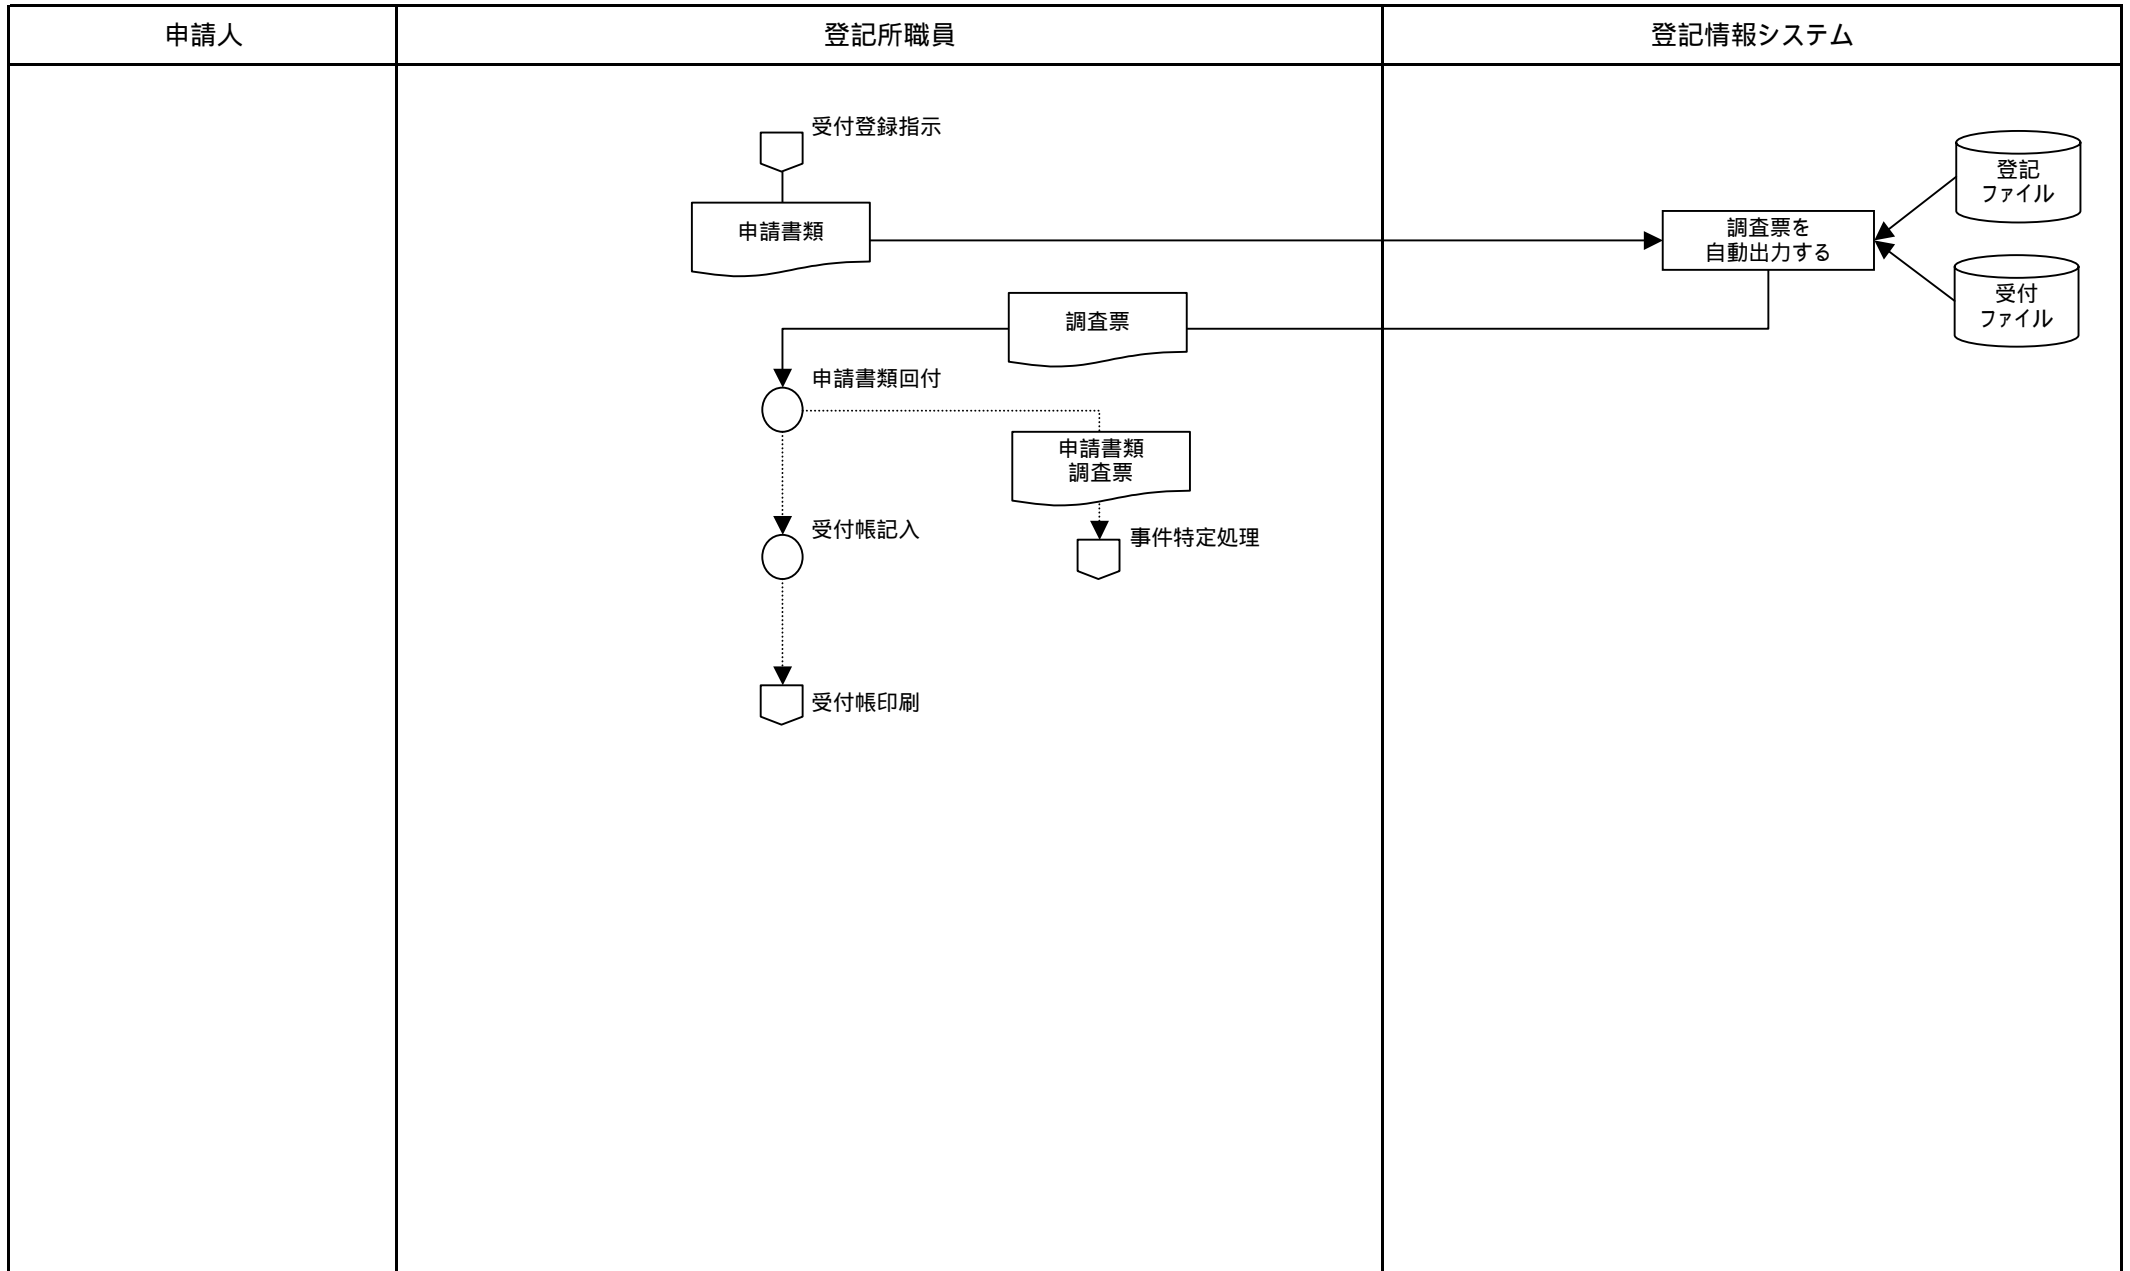 申請人
登記所職員
登記情報システム
受付登録指示
申請書類
登記
ファイル
調査票を
自動出力する
受付
ファイル
調査票
申請書類回付
申請書類
調査票
受付帳記入
事件特定処理
受付帳印刷